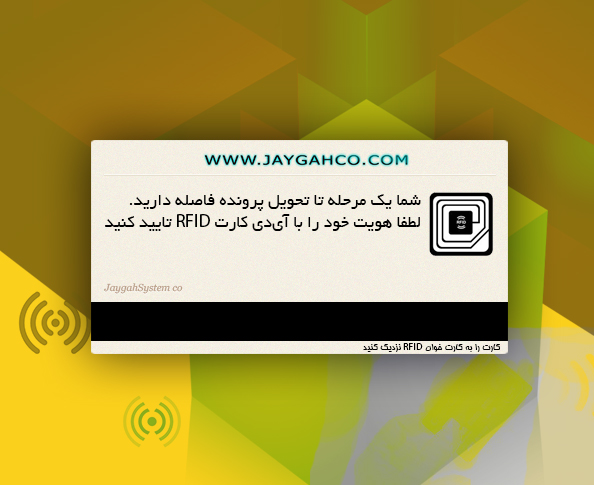 WWW.JAYGAHCO.COM
شما یک مرحله تا تحویل پرونده فاصله دارید.
لطفا هویت خود را با آی‌دی کارت RFID تایید کنید
RFID
JaygahSystem co
کارت را به کارت خوان RFID نزدیک کنید